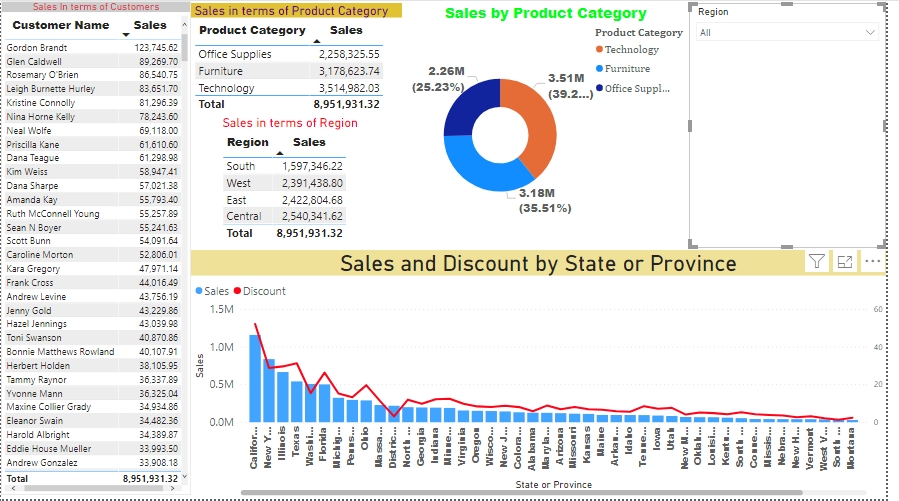 Sales In terms of Customers
Customer Name Sales
Gordon Brandt 123,745.62
Glen Caldwell 89,269.70
Rosemary O'Brien 86,540.75
Leigh Burnette Hurley 83,651.70
Kristine Connolly 81,296.39
Nina Horne Kelly 78,243.60
Neal Wolfe 69,118.00
Priscilla Kane 61,610.60
Dana Teague 61,298.98
Kim Weiss 58,947.41
Dana Sharpe 57,021.38
Amanda Kay 55,793.40
Ruth McConnell Young 55,257.89
Sean N Boyer 55,241.63
Scott Bunn 54,091.64
Caroline Morton 52,806.01
Kara Gregory 47,971.14
Frank Cross 44,016.49
Andrew Levine 43,756.19
Jenny Gold 43,229.86
Hazel Jennings 43,039.98
Toni Swanson 40,870.86
Bonnie Matthews Rowland 40,107.91
Herbert Holden 38,105.95
Tammy Raynor 36,337.89
Yvonne Mann 36,325.04
Maxine Collier Grady 34,934.86
Eleanor Swain 34,482.36
Harold Albright 34,389.87
Eddie House Mueller 33,993.50
Andrew Gonzalez 33,908.18
Total 8,951,931.32
Sales in terms of Product Category
Product Category Sales
Office Supplies 2,258,325.55
Furniture 3,178,623.74
Technology 3,514,982.03
Total 8,951,931.32
Sales in terms of Region
Region Sales
South 1,597,346.22
West 2,391,438.80
East 2,422,804.68
Central 2,540,341.62
Total 8,951,931.32
Sales by Product Category
Product Category
Technology
Furniture
Office Suppl...
2.26M
(25.23%)
3.51M
(39.2...)
3.18M
(35.51%)
Region
All
Sales and Discount by State or Province
Sales Discount
1.5M
1.0M
0.5M
0.0M
Sales
60
40
20
0
Califor...
New Y...
Illinois
Texas
Washi...
Florida
Michig...
Penns...
Ohio
Massa...
Distric...
North ...
Georgia
Indiana
Minne...
Virginia
Oregon
Wisco...
New J...
Colora...
Alabama
Maryla...
Arizona
Missouri
Kansas
Maine
Arkan...
Idaho
Tenne...
Iowa
Utah
New M...
Oklah...
Louisi...
Kentu...
South ...
Conne...
Missis...
Nebra...
New H...
Vermont
West V...
South ...
Montana
State or Province